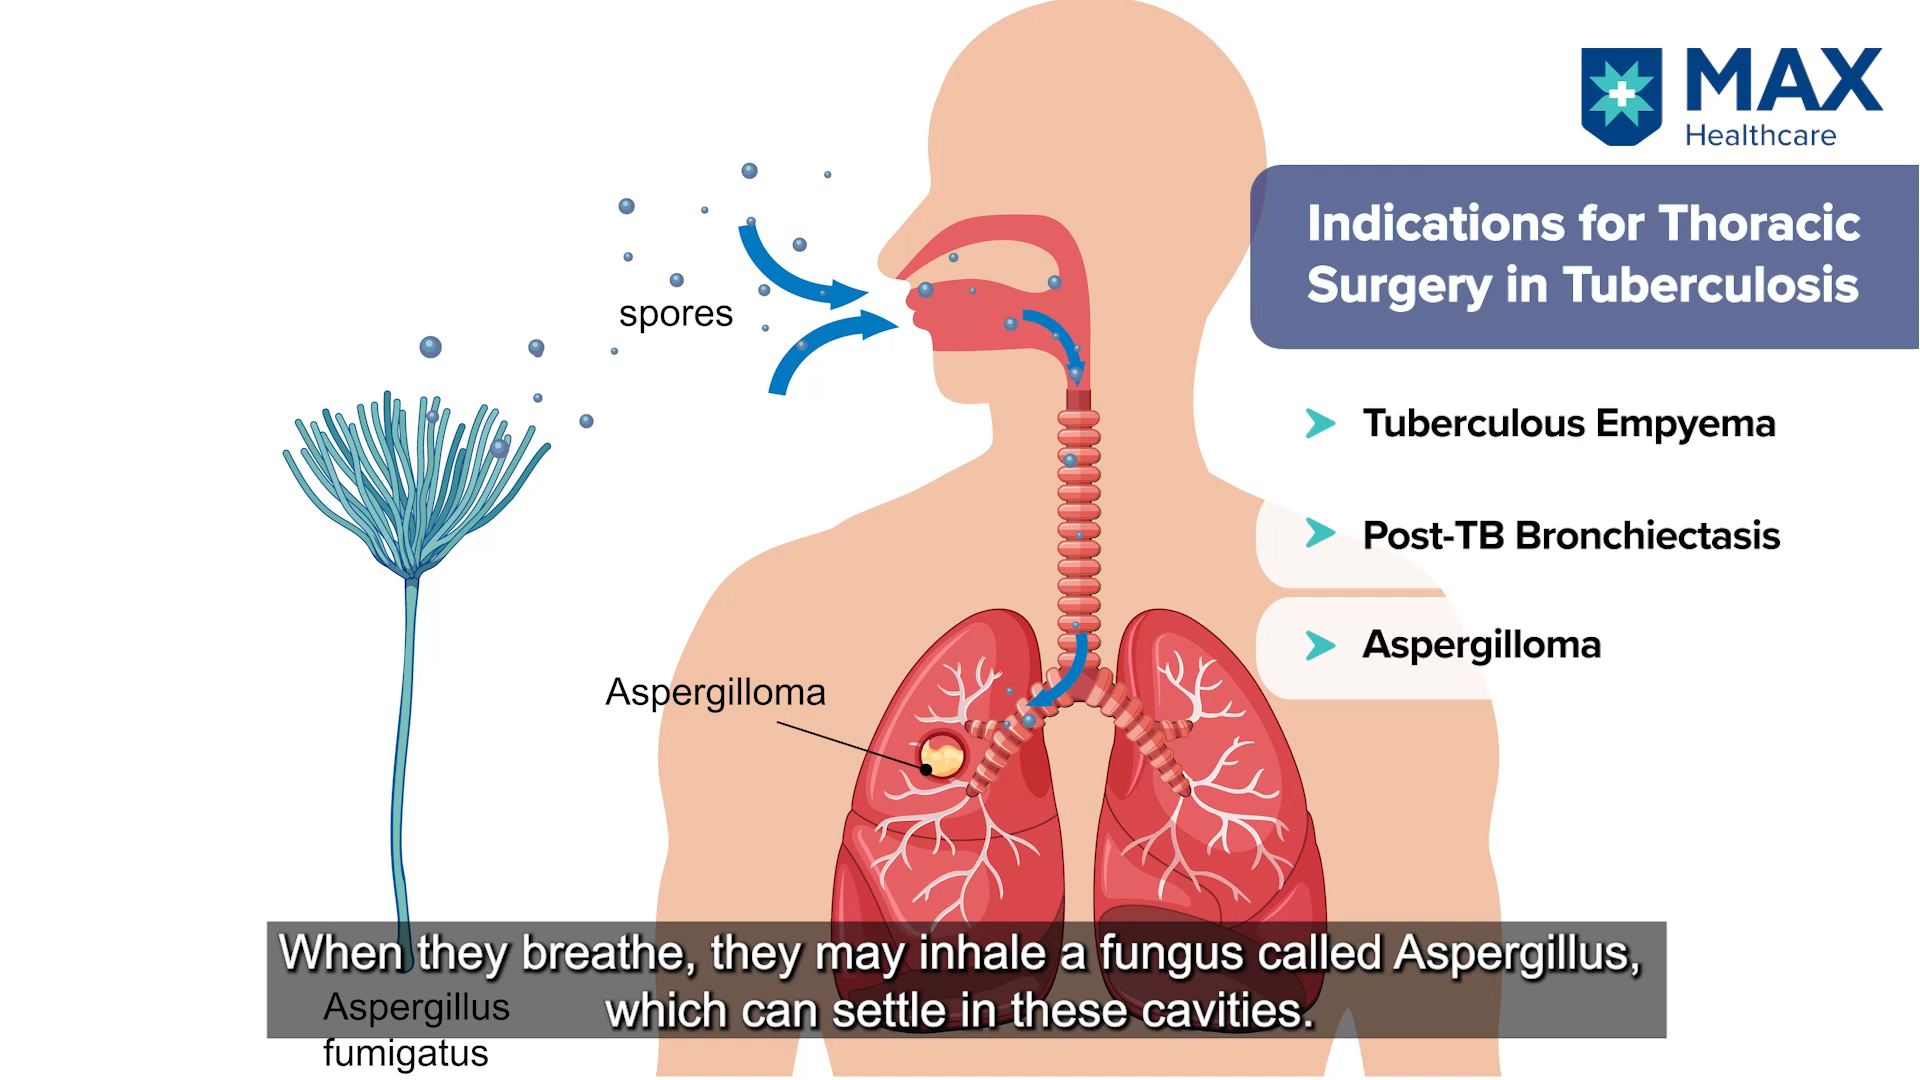 MAX
Healthcare
Indications for Thoracic
Surgery in Tuberculosis
Tuberculous Empyema
Post-TB Bronchiectasis
Aspergilloma
spores
Aspergilloma
When they breathe, they may inhale a fungus called Aspergillus,
which can settle in these cavities.
Aspergillus
fumigatus